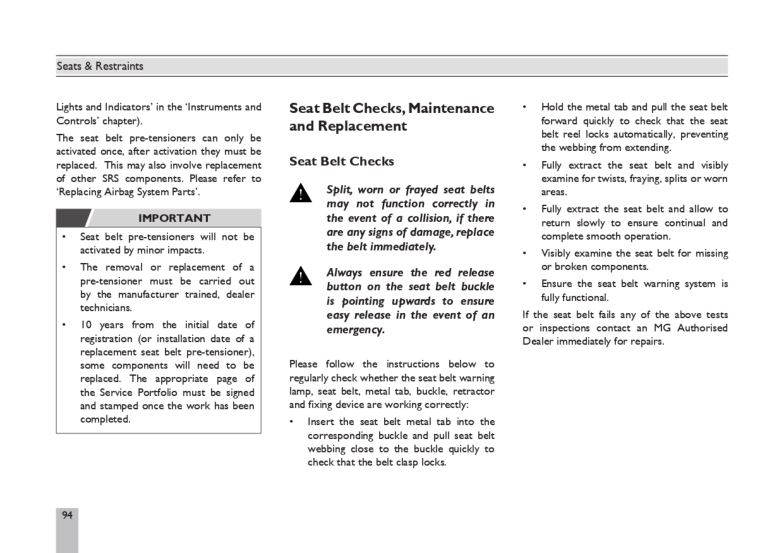 Seats & Restraints
Lights and Indicators' in the 'Instruments and
Controls' chapter).
The seat belt pre-tensioners can only be
activated once, after activation they must be
replaced. This may also involve replacement
of other SRS components. Please refer to
'Replacing Airbag System Parts'.
IMPORTANT
• Seat belt pre-tensioners will not be
activated by minor impacts.
• The removal or replacement of a
pre-tensioner must be carried out
by the manufacturer trained, dealer
technicians.
• 10 years from the initial date of
registration (or installation date of a
replacement seat belt pre-tensioner),
some components will need to be
replaced. The appropriate page of
the Service Portfolio must be signed
and stamped once the work has been
completed.
Seat Belt Checks, Maintenance
and Replacement
Seat Belt Checks
Split, worn or frayed seat belts
may not function correctly in
the event of a collision, if there
are any signs of damage, replace
the belt immediately.
Always ensure the red release
button on the seat belt buckle
is pointing upwards to ensure
easy release in the event of an
emergency.
Please follow the instructions below to
regularly check whether the seat belt warning
lamp, seat belt, metal tab, buckle, retractor
and fixing device are working correctly:
• Insert the seat belt metal tab into the
corresponding buckle and pull seat belt
webbing close to the buckle quickly to
check that the belt clasp locks.
• Hold the metal tab and pull the seat belt
forward quickly to check that the seat
belt reel locks automatically, preventing
the webbing from extending.
• Fully extract the seat belt and visibly
examine for twists, fraying, splits or worn
areas.
• Fully extract the seat belt and allow to
return slowly to ensure continual and
complete smooth operation.
• Visibly examine the seat belt for missing
or broken components.
• Ensure the seat belt warning system is
fully functional.
If the seat belt fails any of the above tests
or inspections contact an MG Authorised
Dealer immediately for repairs.
94